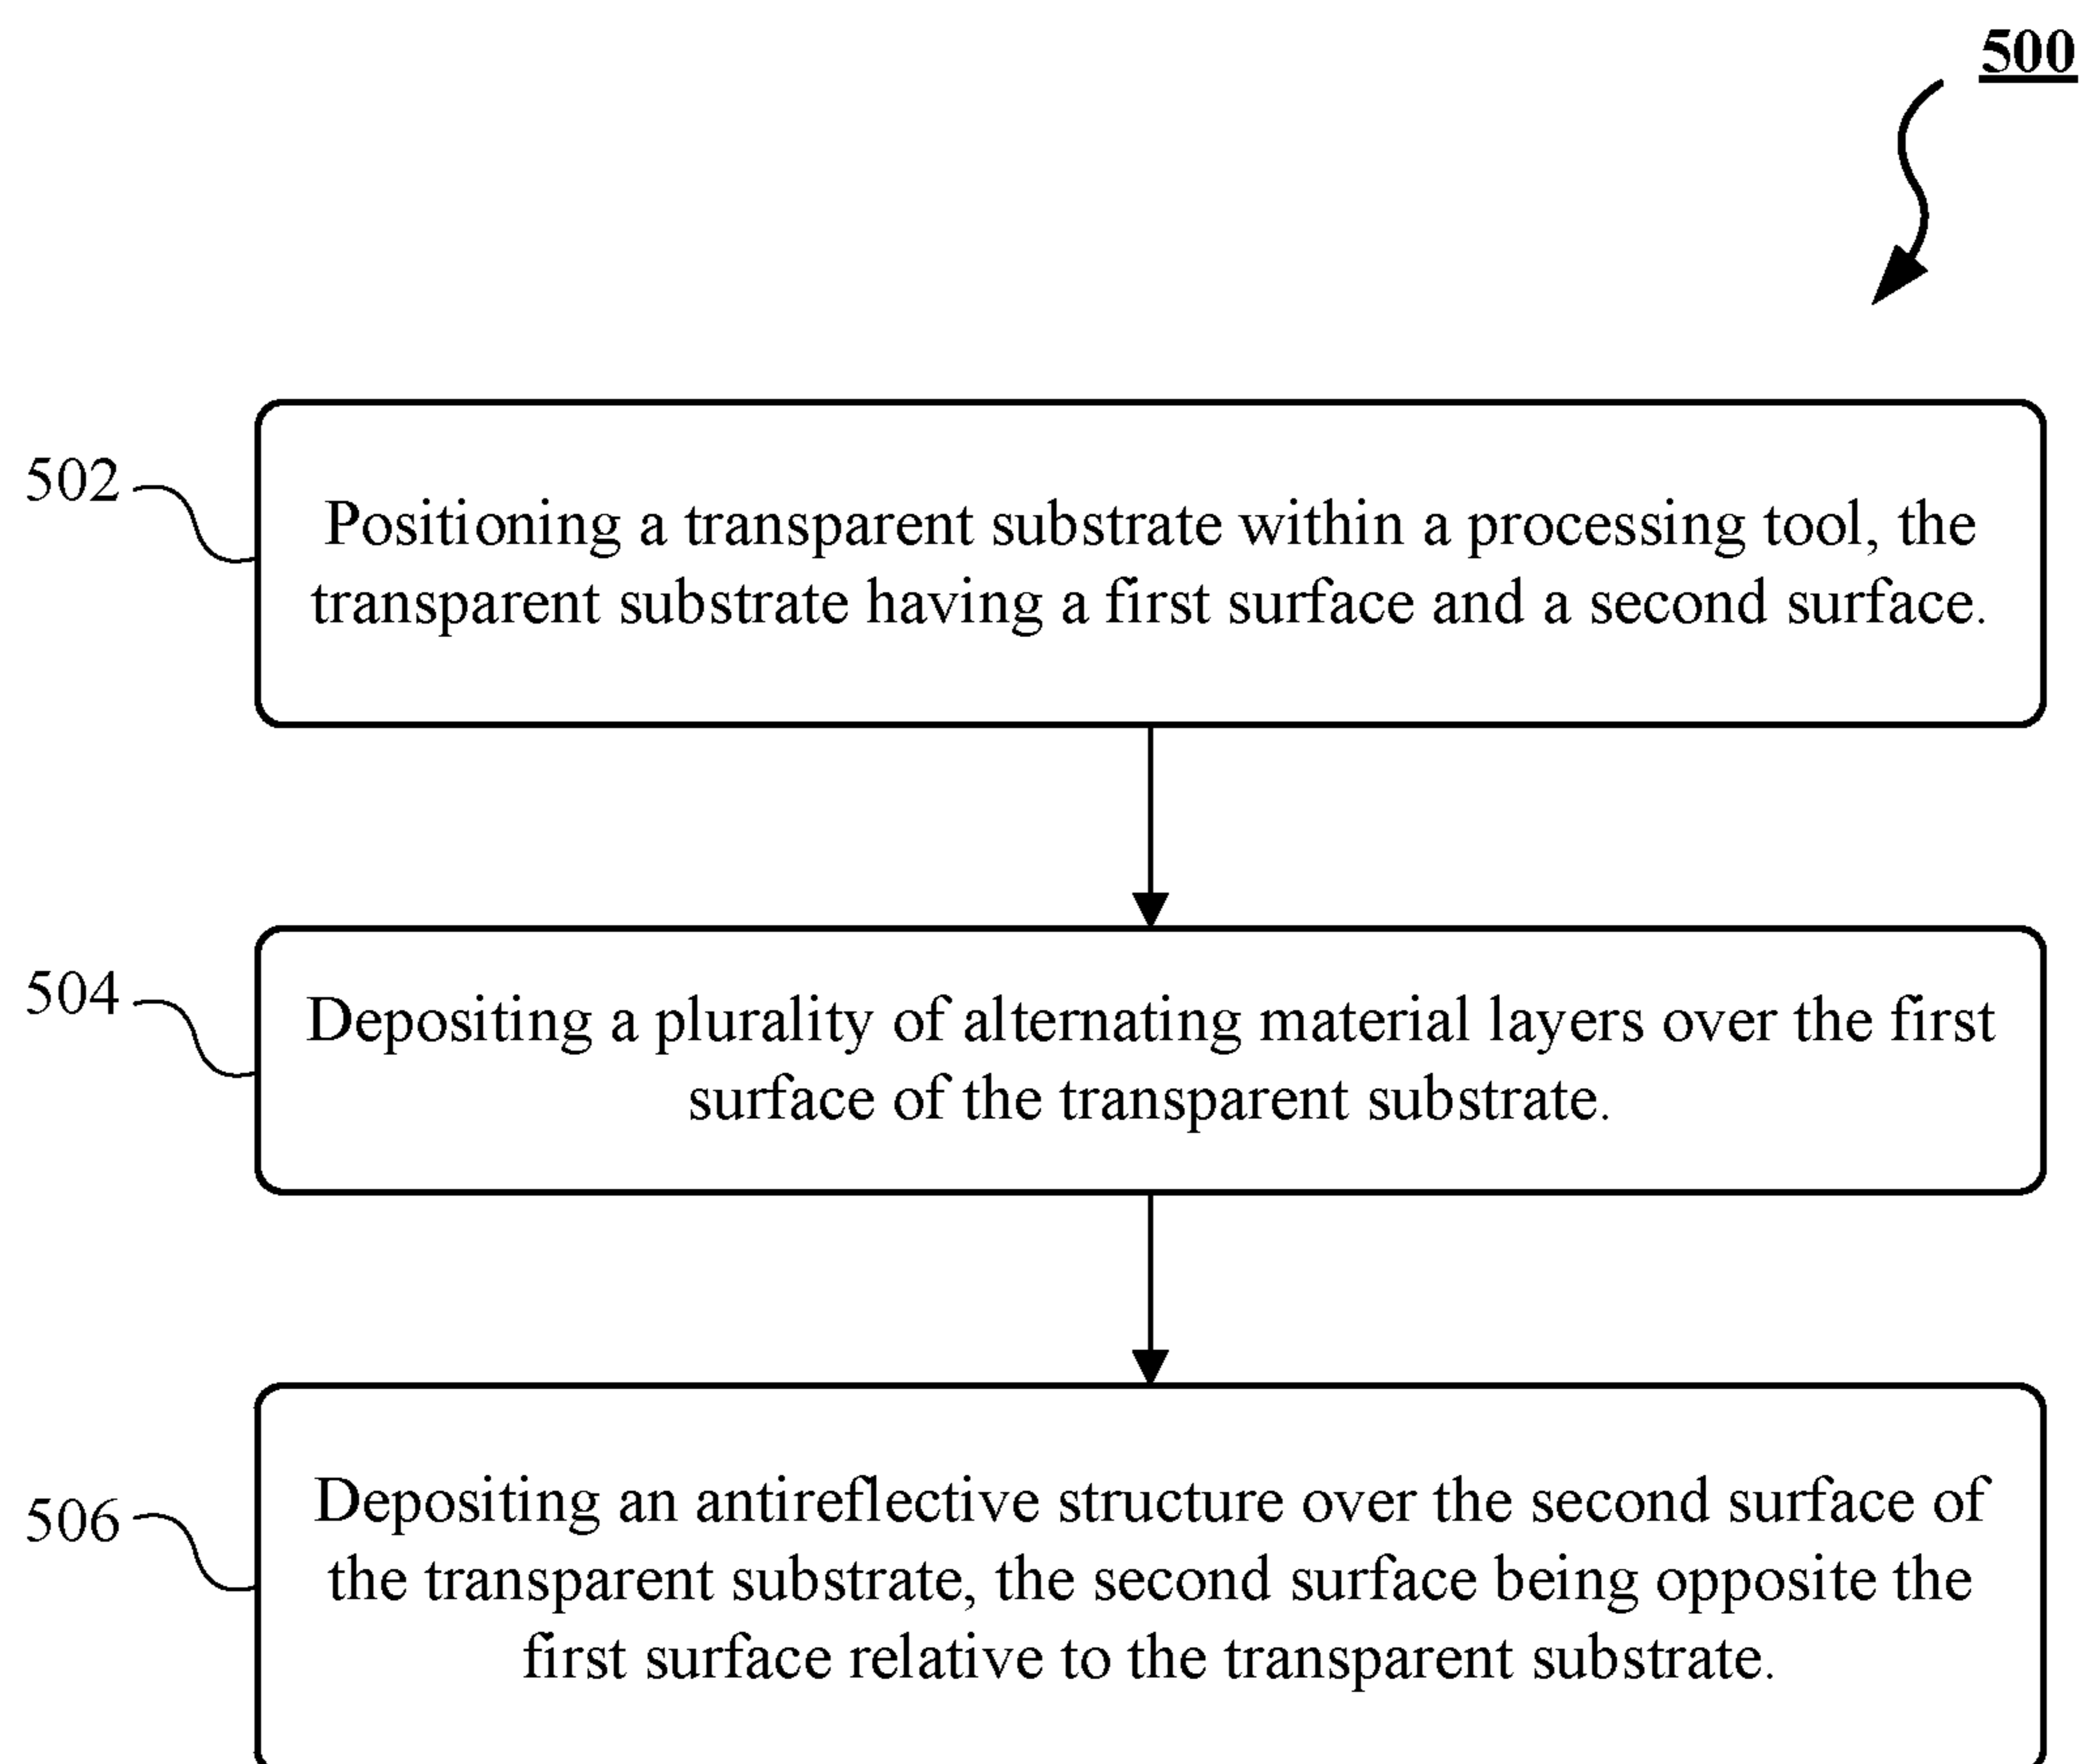 500
502
Positioning a transparent substrate within a processing tool, the
transparent substrate having a first surface and a second surface.
504
Depositing a plurality of alternating material layers over the first
surface of the transparent substrate.
506
Depositing an antireflective structure over the second surface of
the transparent substrate, the second surface being opposite the
first surface relative to the transparent substrate.